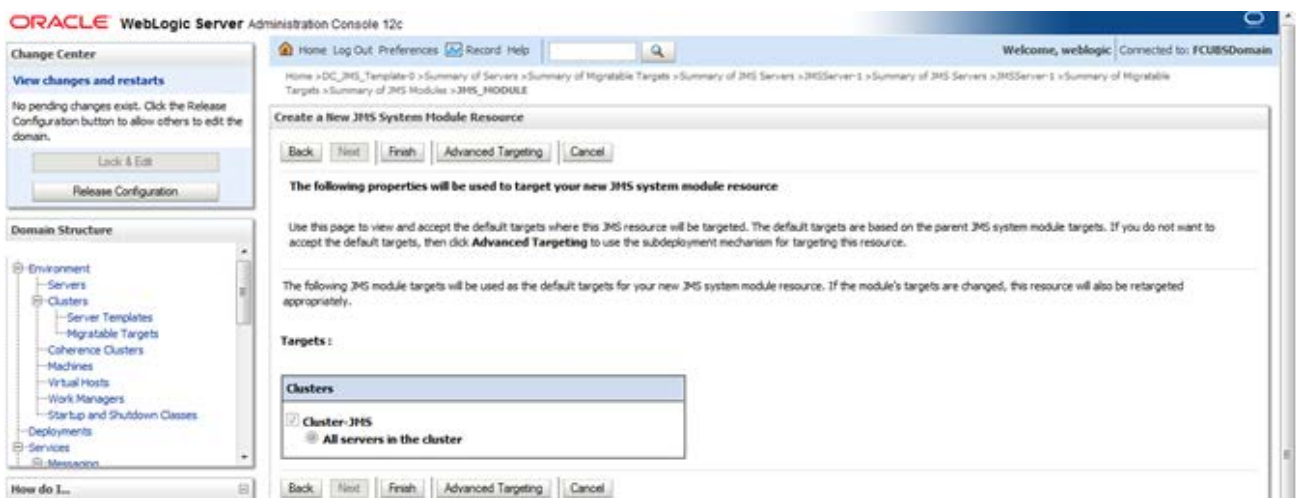 ORACLE WebLogic Server Administration Console 12c
Change Center
View changes and restarts
No pending changes exist. Click the Release
Configuration button to allow others to edit the
domain.
Lock & Edit
Release Configuration
Domain Structure
Environment
Servers
Clusters
Server Templates
Migratable Targets
Coherence Clusters
Machines
Virtual Hosts
Work Managers
Startup and Shutdown Classes
Deployments
Services
Messaging
How do I...
Home Log Out Preferences Record Help
Welcome, weblogic Connected to: FCUBSDomain
Home >DC_JMS_Template-0 >Summary of Servers >Summary of Migratable Targets >Summary of JMS Servers >JMSServer-1 >Summary of JMS Servers >JMSServer-1 >Summary of Migratable
Targets >Summary of JMS Modules >JMS_MODULE
Create a New JMS System Module Resource
Back Next Finish Advanced Targeting Cancel
The following properties will be used to target your new JMS system module resource
Use this page to view and accept the default targets where this JMS resource will be targeted. The default targets are based on the parent JMS system module targets. If you do not want to
accept the default targets, then click Advanced Targeting to use the subdeployment mechanism for targeting this resource.
The following JMS module targets will be used as the default targets for your new JMS system module resource. If the module's targets are changed, this resource will also be retargeted
appropriately.
Targets :
Clusters
Cluster-JMS
All servers in the cluster
Back Next Finish Advanced Targeting Cancel